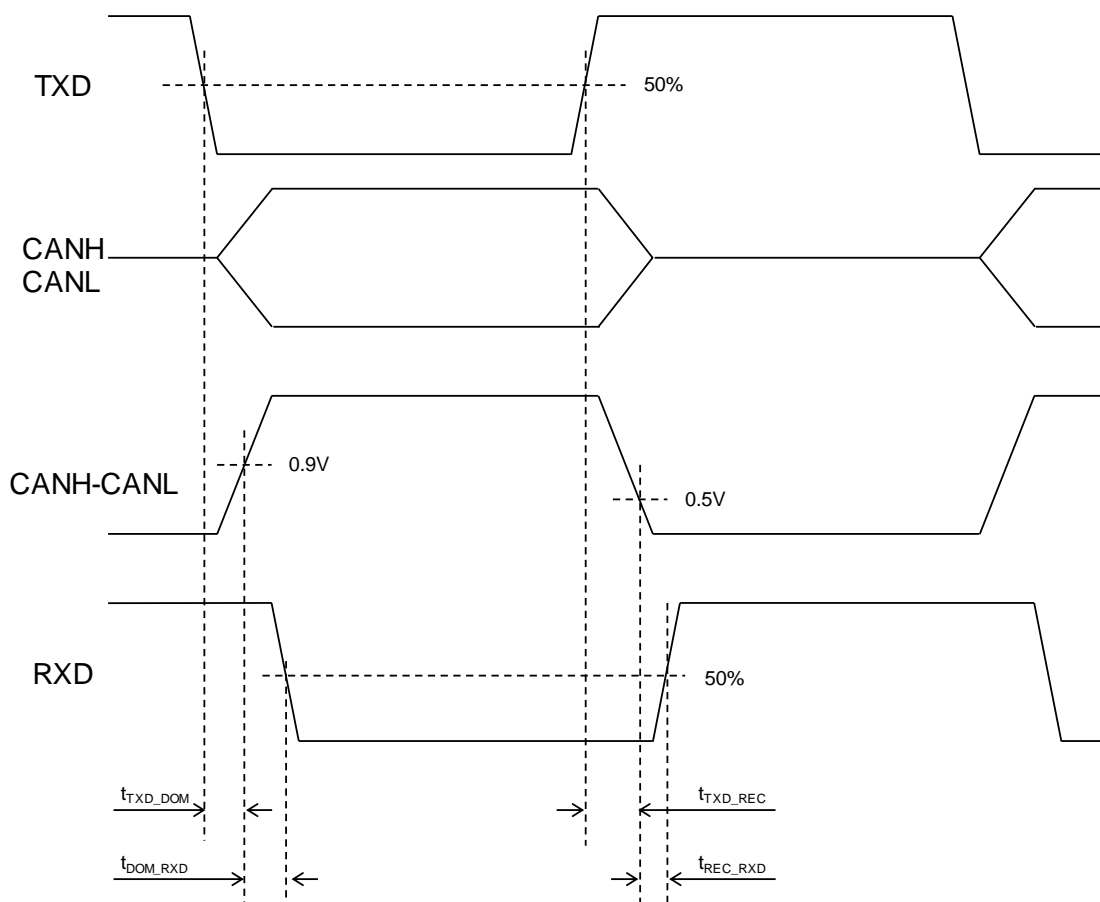 TXD
50%
CANH
CANL
0.9V
CANH-CANL
0.5V
RXD
50%
tTXD_DOM
tTXD_REC
tDOM_RXD
tREC_RXD